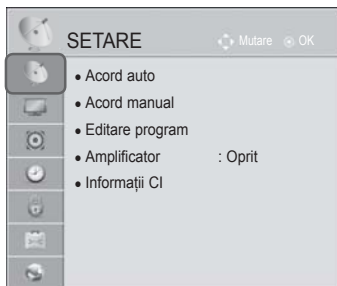 SETARE
Mutare OK
• Acord auto
• Acord manual
• Editare program
• Amplificator : Oprit
• Informații CI